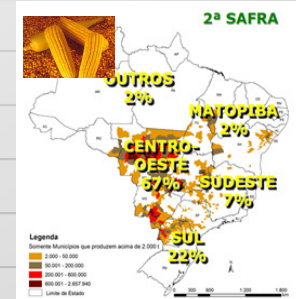 2ª SAFRA
OUTROS
2%
MATOPIBA
2%
CENTRO-
OESTE
67%
SUDESTE
7%
SUL
22%
Legenda
Somente Municípios que produzem acima de 2.000 t
2.000 - 50.000
50.001 - 200.000
200.001 - 600.000
600.001 - 2.657.940
Limite de Estado